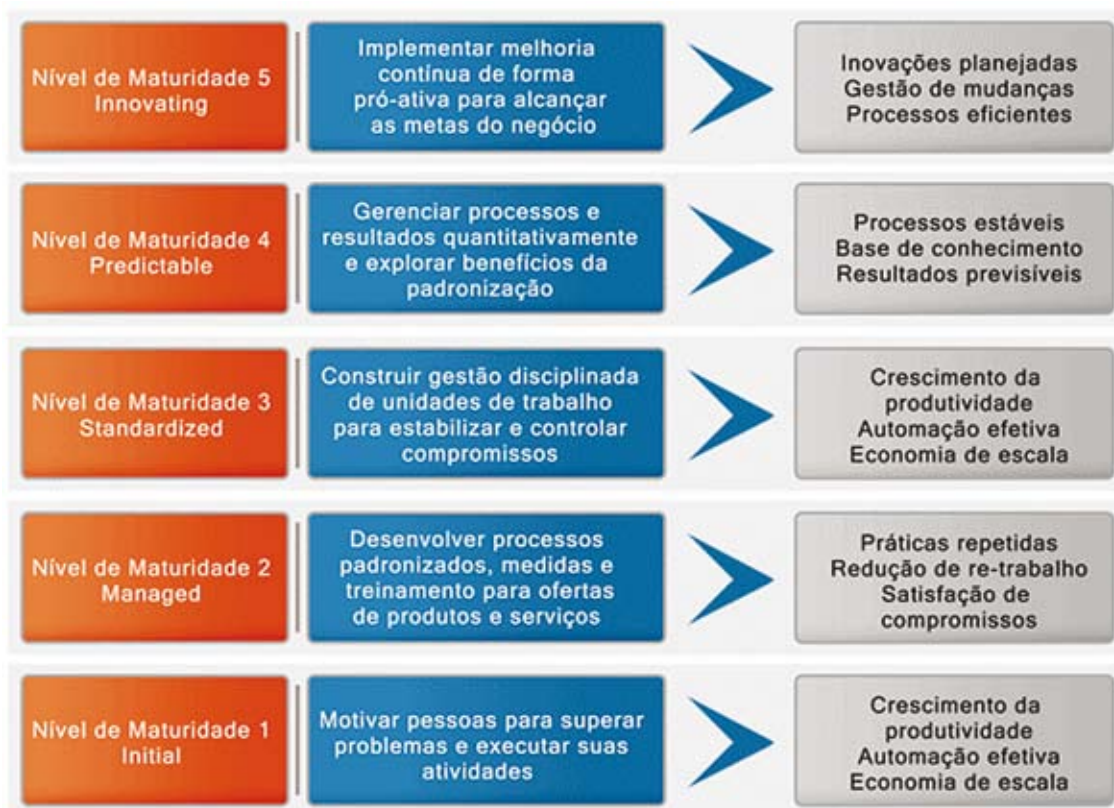 Nível de Maturidade 5
Innovating
Implementar melhoria
contínua de forma
pró-ativa para alcançar
as metas do negócio
Inovações planejadas
Gestão de mudanças
Processos eficientes
Nível de Maturidade 4
Predictable
Gerenciar processos e
resultados quantitativamente
e explorar benefícios da
padronização
Processos estáveis
Base de conhecimento
Resultados previsíveis
Nível de Maturidade 3
Standardized
Construir gestão disciplinada
de unidades de trabalho
para estabilizar e controlar
compromissos
Crescimento da
produtividade
Automação efetiva
Economia de escala
Nível de Maturidade 2
Managed
Desenvolver processos
padronizados, medidas e
treinamento para ofertas
de produtos e serviços
Práticas repetidas
Redução de re-trabalho
Satisfação de
compromissos
Nível de Maturidade 1
Initial
Motivar pessoas para superar
problemas e executar suas
atividades
Crescimento da
produtividade
Automação efetiva
Economia de escala